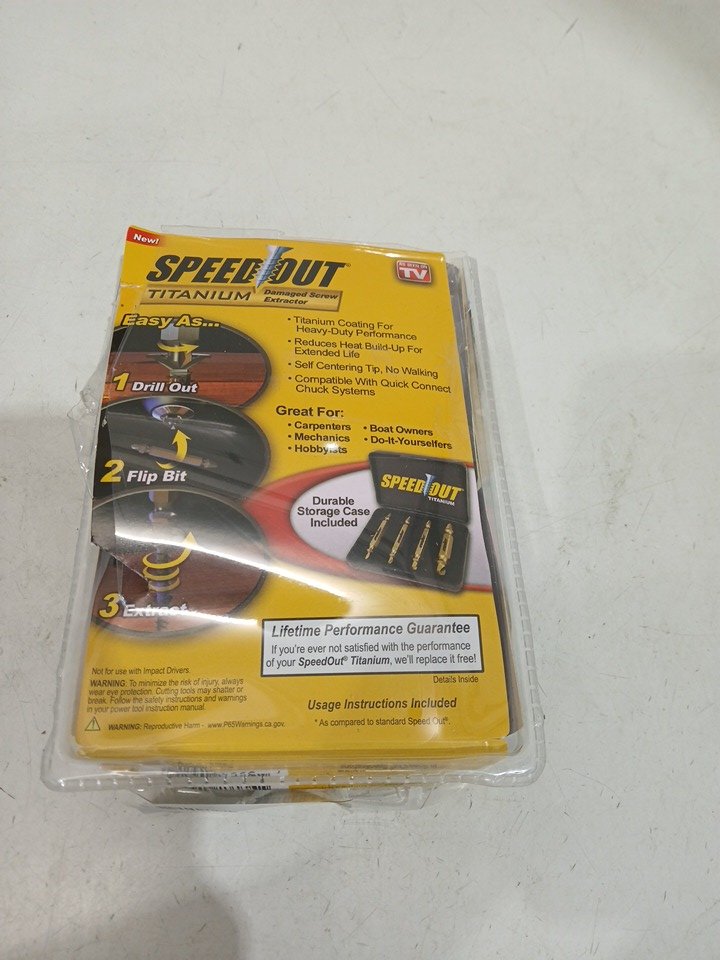 New!
SPEEDOUT®
TITANIUM Damaged Screw
Extractor
AS SEEN ON
TV
Easy As...
1 Drill Out
2 Flip Bit
3 Extract
• Titanium Coating For
Heavy-Duty Performance
• Reduces Heat Build-Up For
Extended Life
• Self Centering Tip, No Walking
• Compatible With Quick Connect
Chuck Systems
Great For:
• Carpenters
• Mechanics
• Hobbyists
• Boat Owners
• Do-It-Yourselfers
Durable
Storage Case
Included
SPEEDOUT
TITANIUM
Lifetime Performance Guarantee
If you're ever not satisfied with the performance
of your SpeedOut® Titanium, we'll replace it free!
Details Inside
Not for use with Impact Drivers.
WARNING: To minimize the risk of injury, always
wear eye protection. Cutting tools may shatter or
break. Follow the safety instructions and warnings
in your power tool instruction manual.
WARNING: Reproductive Harm - www.P65Warnings.ca.gov.
Usage Instructions Included
* As compared to standard Speed Out®.